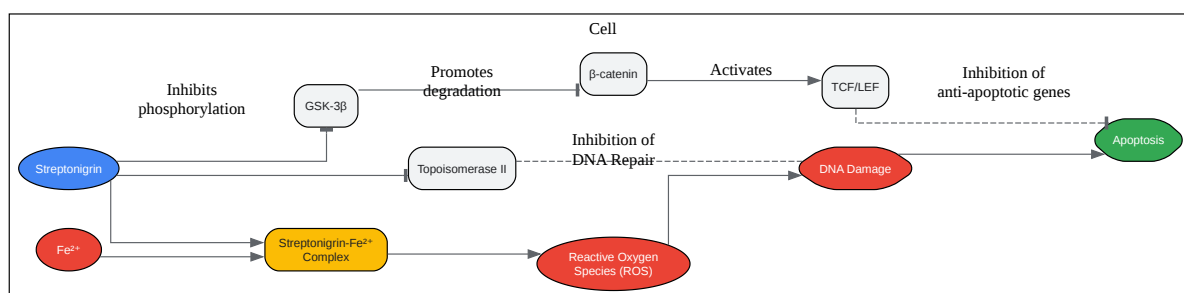 Cell
Inhibits
phosphorylation
GSK-3β
Promotes
degradation
β-catenin
Activates
TCF/LEF
Inhibition of
anti-apoptotic genes
Streptonigrin
Topoisomerase II
Inhibition of
DNA Repair
DNA Damage
Apoptosis
Fe²⁺
Streptonigrin-Fe²⁺
Complex
Reactive Oxygen
Species (ROS)